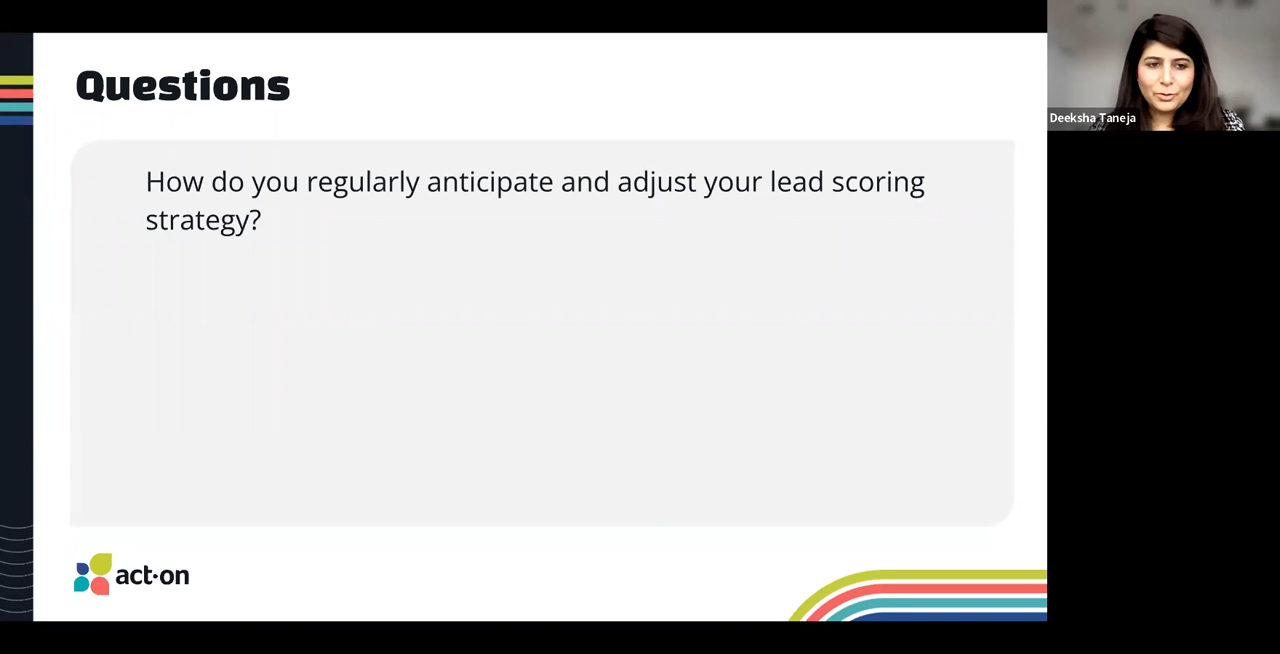 Questions
Deeksha Taneja
How do you regularly anticipate and adjust your lead scoring
strategy?
act-on